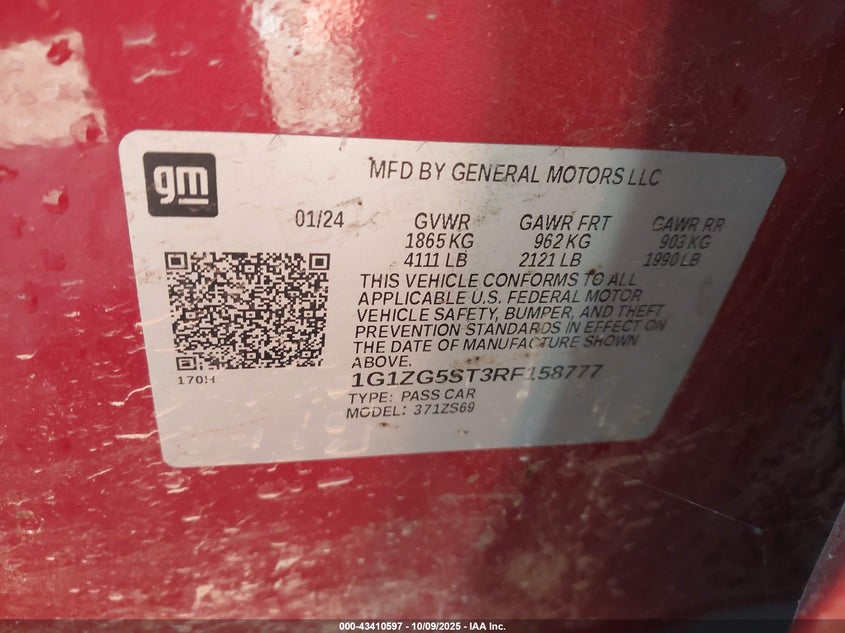 gm
MFD BY GENERAL MOTORS LLC
01/24 GVWR GAWR FRT GAWR RR
1865 KG 962 KG 903 KG
4111 LB 2121 LB 1990 LB
THIS VEHICLE CONFORMS TO ALL
APPLICABLE U.S. FEDERAL MOTOR
VEHICLE SAFETY, BUMPER, AND THEFT
PREVENTION STANDARDS IN EFFECT ON
THE DATE OF MANUFACTURE SHOWN
ABOVE.
170H
1G1ZG5ST3RF158777
TYPE: PASS CAR
MODEL: 371ZS69
000-43410597 - 10/09/2025 - IAA Inc.